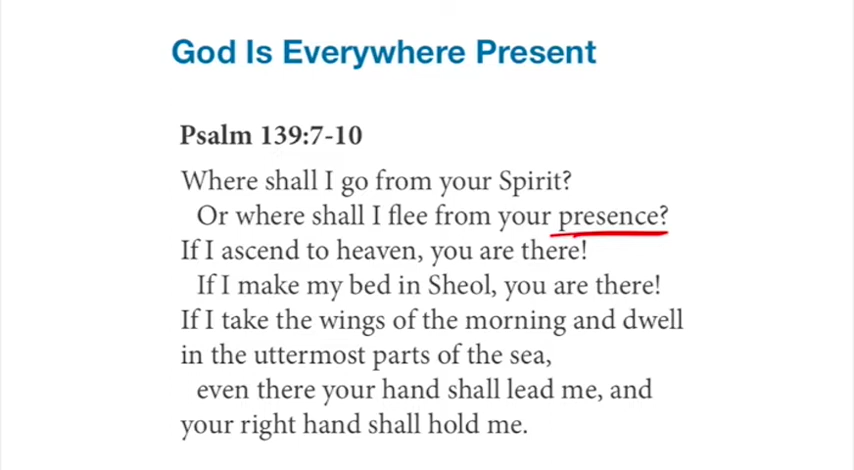 God Is Everywhere Present
Psalm 139:7-10
Where shall I go from your Spirit?
Or where shall I flee from your presence?
If I ascend to heaven, you are there!
If I make my bed in Sheol, you are there!
If I take the wings of the morning and dwell
in the uttermost parts of the sea,
even there your hand shall lead me, and
your right hand shall hold me.